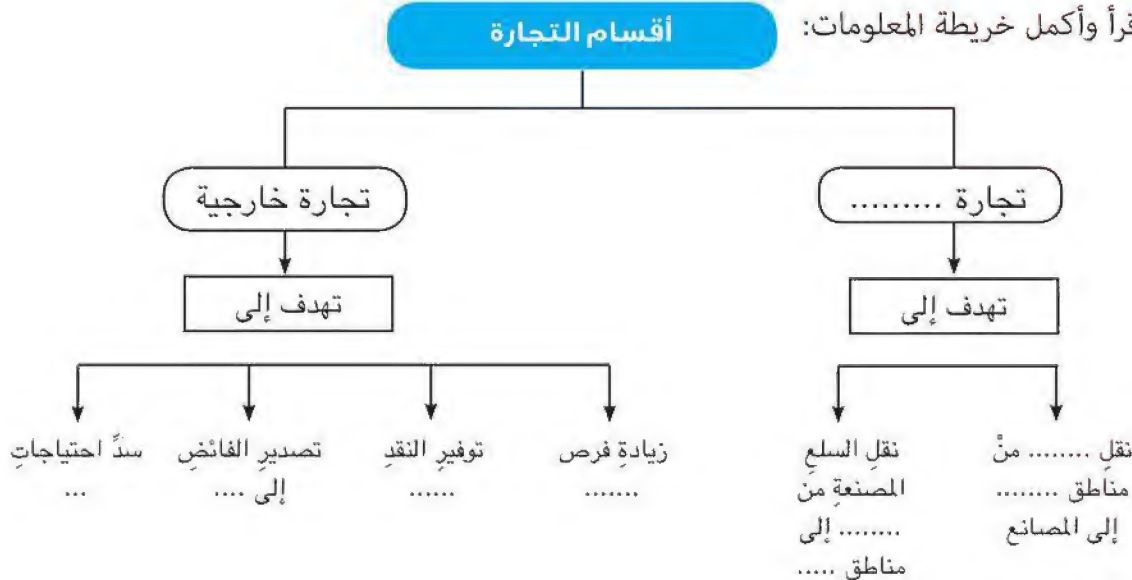 قرأ وأكمل خريطة المعلومات:
أقسام التجارة
تجارة .........
تجارة خارجية
تهدف إلى
تهدف إلى
نقلِ ........ منْ
مناطق ........
إلى المصانع
نقلِ السلعِ
المصنعةِ من
........ إلى
مناطق .....
زيادةِ فرص
.......
توفيرِ النقدِ
......
تصديرِ الفائضِ
إلى ....
سدِّ احتياجاتِ
...